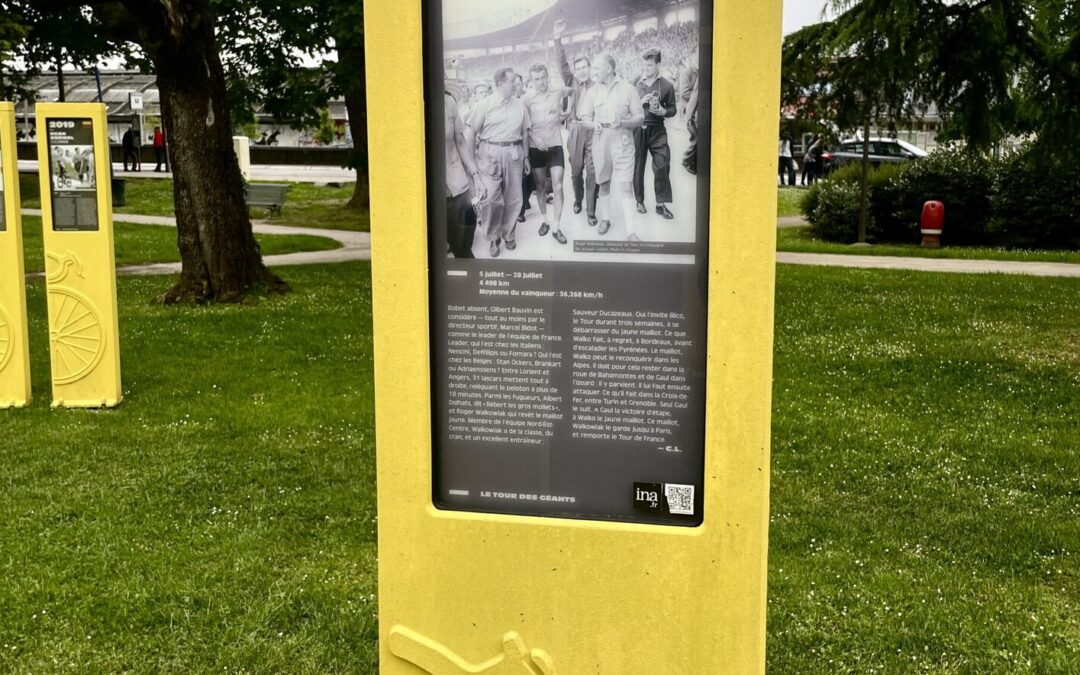 2019
5 juillet — 28 juillet
4 498 km
Moyenne du vainqueur : 36,268 km/h
Bobet absent, Gilbert Bauvin est
considéré — tout au moins par le
directeur sportif, Marcel Bidot —
comme le leader de l'équipe de France.
Leader, qui l'est chez les Italiens :
Nencini, Deffilipis ou Fornara ? Qui l'est
chez les Belges : Stan Ockers, Brankart
ou Adriaenssens ? Entre Lorient et
Angers, 31 lascars mettent tout à
droite, reléguant le peloton à plus de
18 minutes. Parmi les fugueurs, Albert
Dolhats, dit « Bébert les gros mollets »,
et Roger Walkowiak qui revêt le maillot
jaune. Membre de l'équipe Nord-Est-
Centre, Walkowiak a de la classe, du
cran, et un excellent entraîneur :
Sauveur Ducazeaux. Qui l'invite illico,
le Tour durant trois semaines, à se
débarrasser du jaune maillot. Ce que
Walko fait, à regret, à Bordeaux, avant
d'escalader les Pyrénées. Le maillot,
Walko peut le reconquérir dans les
Alpes. Il doit pour cela rester dans la
roue de Bahamontes et de Gaul dans
l'Izoard : il y parvient. Il lui faut ensuite
attaquer. Ce qu'il fait dans la Croix-de-
Fer, entre Turin et Grenoble. Seul Gaul
le suit. À Gaul la victoire d'étape,
à Walko le jaune maillot. Ce maillot,
Walkowiak le garde jusqu'à Paris,
et remporte le Tour de France.
— C.L.
LE TOUR DES GÉANTS
ina
.fr